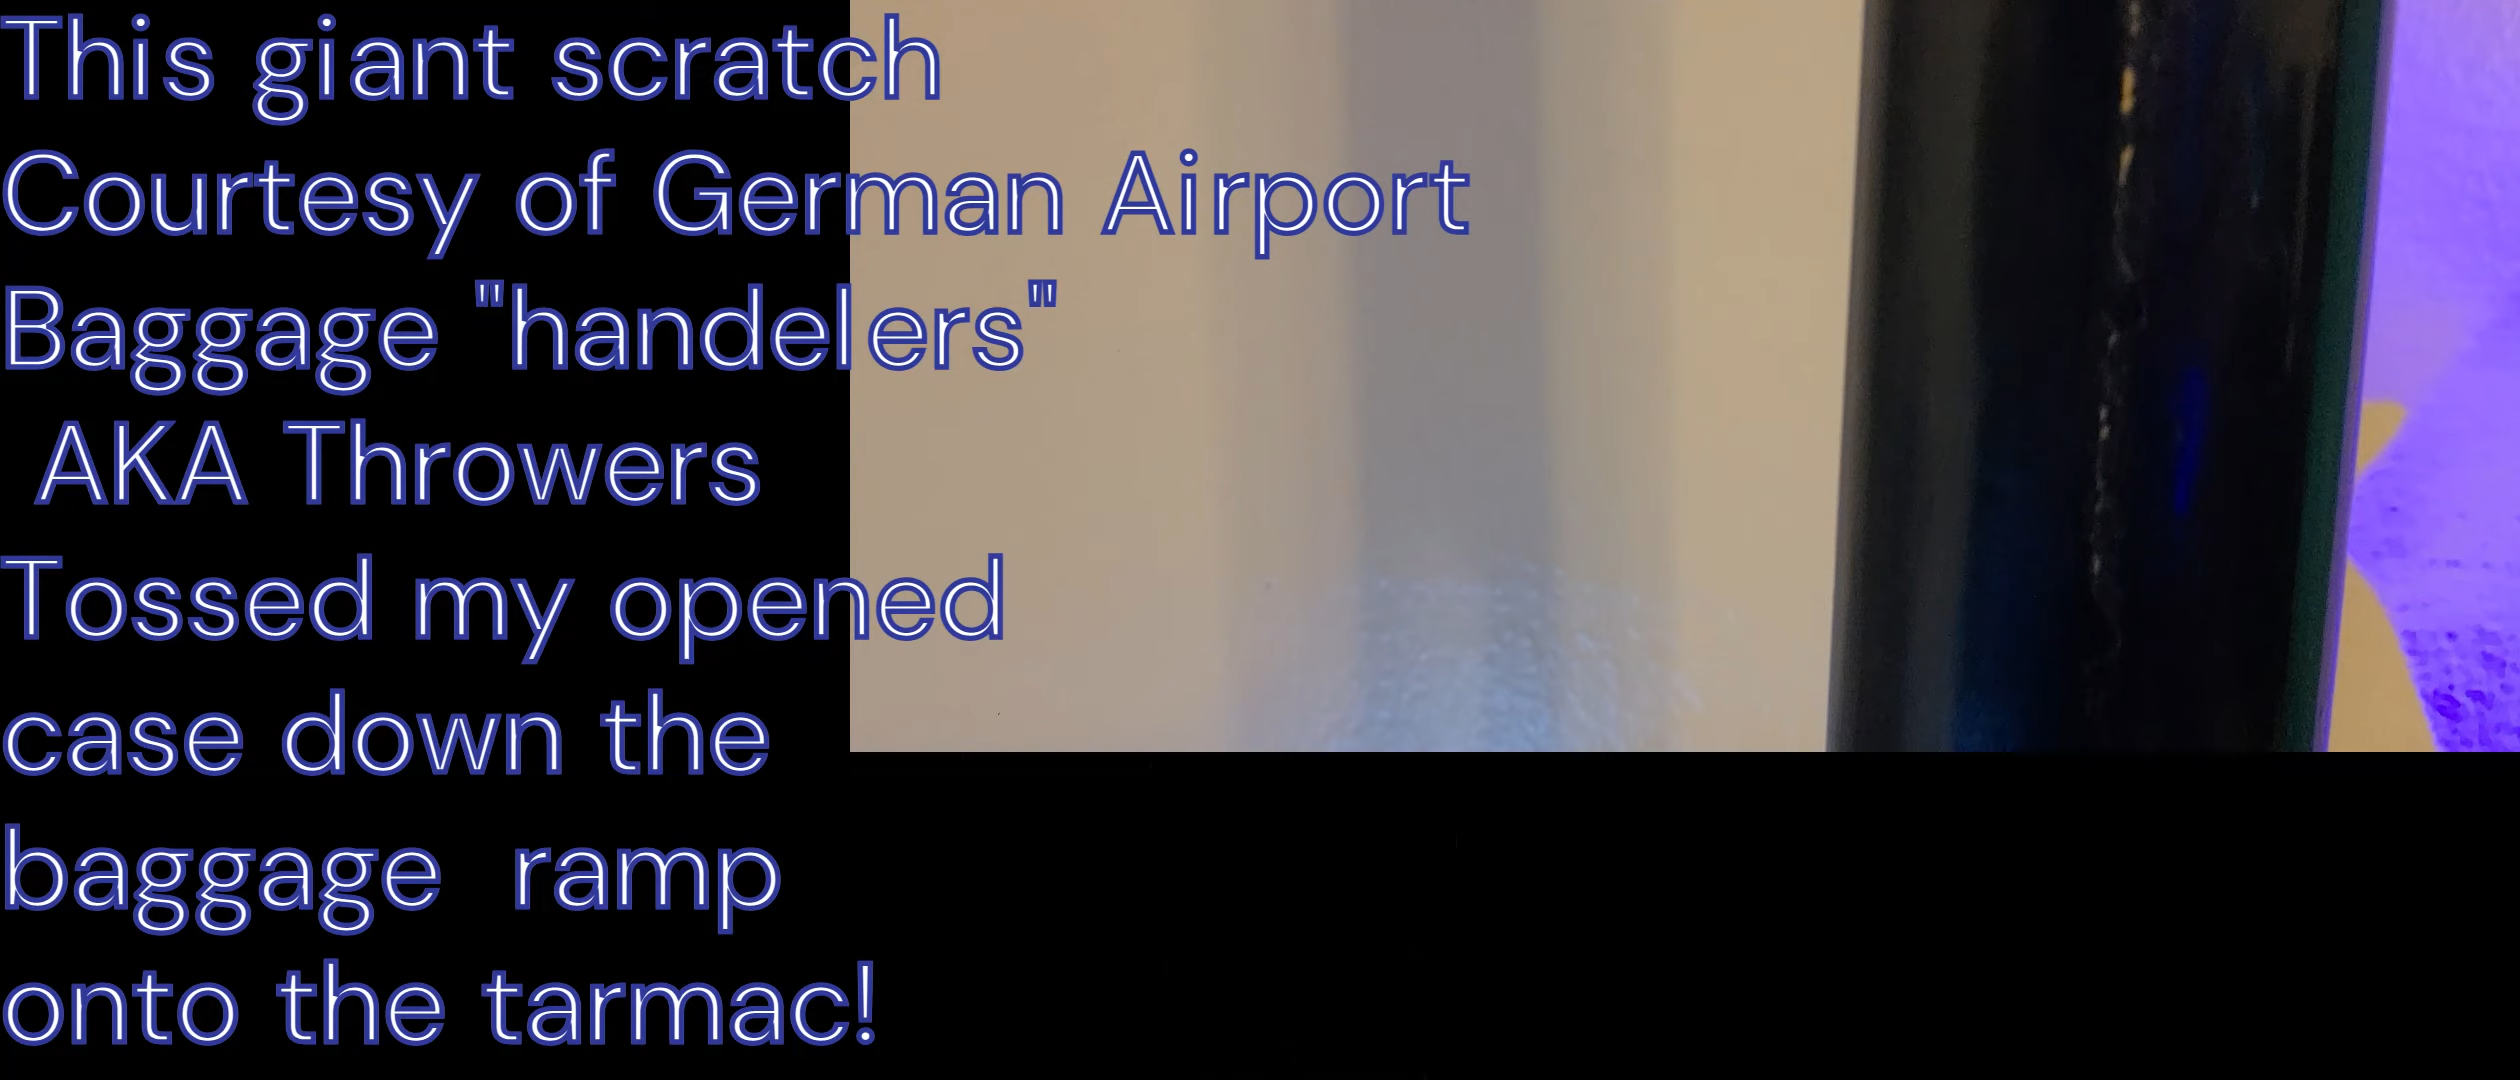 This giant scratch
Courtesy of German Airport
Baggage "handelers"
AKA Throwers
Tossed my opened
case down the
baggage ramp
onto the tarmac!